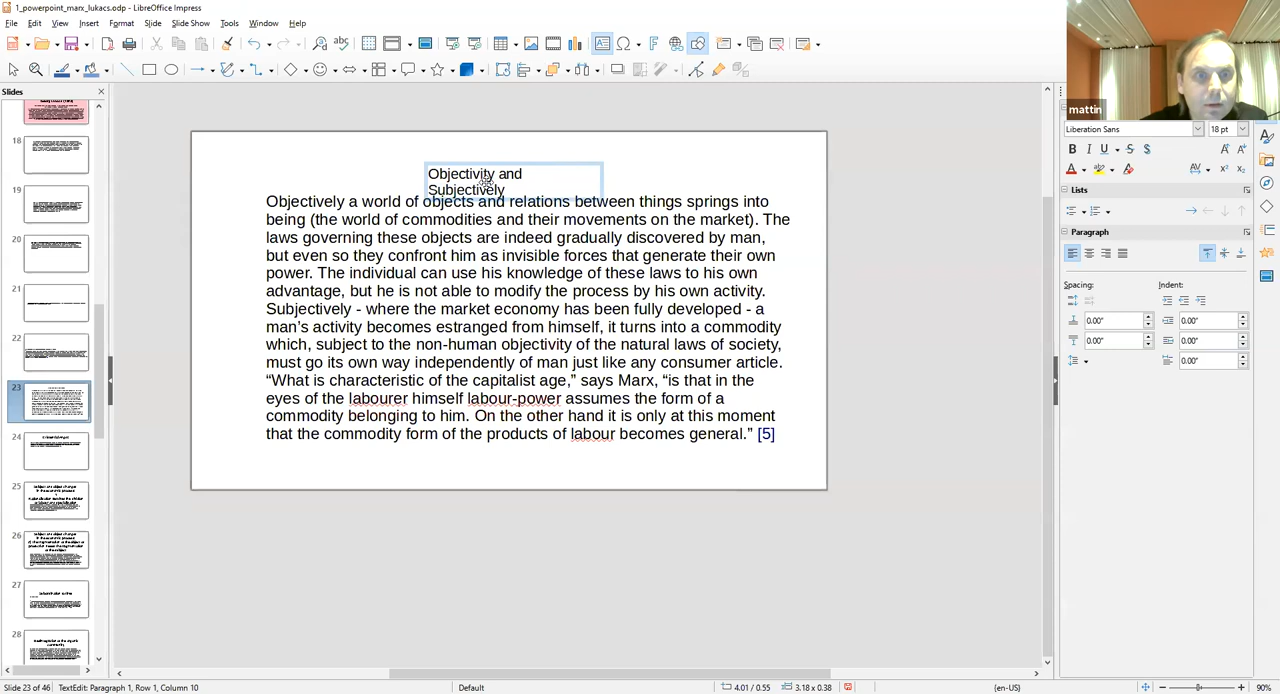 1_powerpoint_marx_lukacs.odp - LibreOffice Impress
File Edit View Insert Format Slide Slide Show Tools Window Help
mattin
Slides
Liberation Sans 18 pt
Lists
Paragraph
Spacing: Indent:
0.00" 0.00"
0.00" 0.00"
0.00"
18
19
20
21
22
23
24
25
26
27
28
Objectivity and
Subjectively
Objectively a world of objects and relations between things springs into
being (the world of commodities end their movements on the market). The
laws governing these objects are indeed gradually discovered by man,
but even so they confront him as invisible forces that generate their own
power. The individual can use his knowledge of these laws to his own
advantage, but he is not able to modify the process by his own activity.
Subjectively - where the market economy has been fully developed - a
man's activity becomes estranged from himself, it turns into a commodity
which, subject to the non-human objectivity of the natural laws of society,
must go its own way independently of man just like any consumer article.
“What is characteristic of the capitalist age,” says Marx, “is that in the
eyes of the labourer himself labour-power assumes the form of a
commodity belonging to him. On the other hand it is only at this moment
that the commodity form of the products of labour becomes general.” [5]
Slide 23 of 46 TextEdit: Paragraph 1, Row 1, Column 10 Default 4.01 / 0.55 3.18 x 0.38 (en-US) 90%